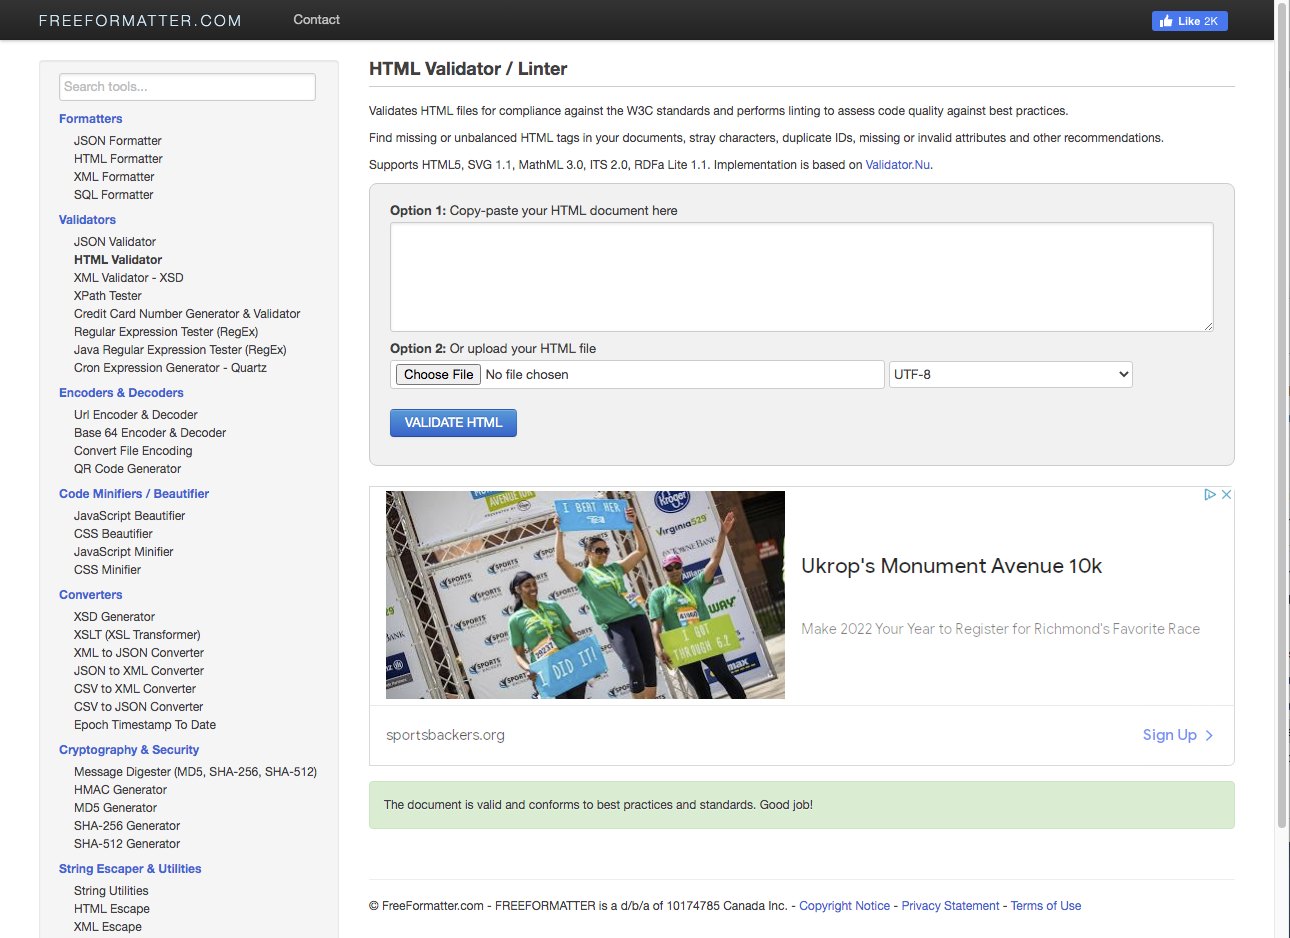 FREEFORMATTER.COM
Contact
Like 2K
Search tools...
Formatters
JSON Formatter
HTML Formatter
XML Formatter
SQL Formatter
Validators
JSON Validator
HTML Validator
XML Validator - XSD
XPath Tester
Credit Card Number Generator & Validator
Regular Expression Tester (RegEx)
Java Regular Expression Tester (RegEx)
Cron Expression Generator - Quartz
Encoders & Decoders
Url Encoder & Decoder
Base 64 Encoder & Decoder
Convert File Encoding
QR Code Generator
Code Minifiers / Beautifier
JavaScript Beautifier
CSS Beautifier
JavaScript Minifier
CSS Minifier
Converters
XSD Generator
XSLT (XSL Transformer)
XML to JSON Converter
JSON to XML Converter
CSV to XML Converter
CSV to JSON Converter
Epoch Timestamp To Date
Cryptography & Security
Message Digester (MD5, SHA-256, SHA-512)
HMAC Generator
MD5 Generator
SHA-256 Generator
SHA-512 Generator
String Escaper & Utilities
String Utilities
HTML Escape
XML Escape
HTML Validator / Linter
Validates HTML files for compliance against the W3C standards and performs linting to assess code quality against best practices.
Find missing or unbalanced HTML tags in your documents, stray characters, duplicate IDs, missing or invalid attributes and other recommendations.
Supports HTML5, SVG 1.1, MathML 3.0, ITS 2.0, RDFa Lite 1.1. Implementation is based on Validator.Nu.
Option 1: Copy-paste your HTML document here
Option 2: Or upload your HTML file
Choose File No file chosen
UTF-8
VALIDATE HTML
AVENUE 10K
I BEAT HER
Kroger
Virginia529
SPORTS BACKERS
WAY
29237
41960
I DID IT!
I GOT
THROUGH 6.2
Ukrop's Monument Avenue 10k
Make 2022 Your Year to Register for Richmond's Favorite Race
sportsbackers.org
Sign Up
The document is valid and conforms to best practices and standards. Good job!
© FreeFormatter.com - FREEFORMATTER is a d/b/a of 10174785 Canada Inc. - Copyright Notice - Privacy Statement - Terms of Use